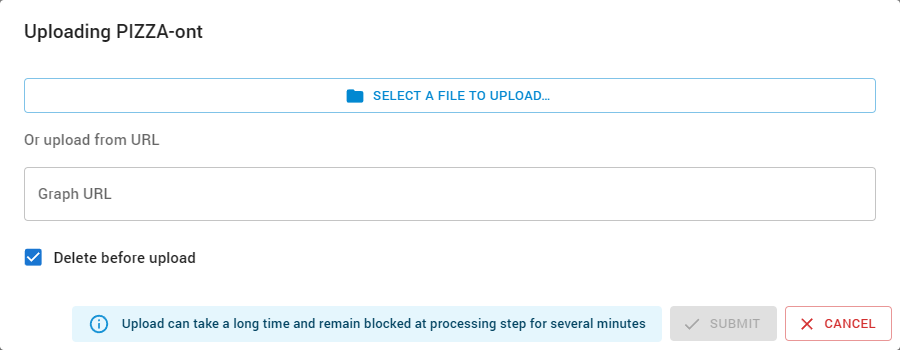 Uploading PIZZA-ont
SELECT A FILE TO UPLOAD...
Or upload from URL
Graph URL
Delete before upload
Upload can take a long time and remain blocked at processing step for several minutes
SUBMIT
CANCEL